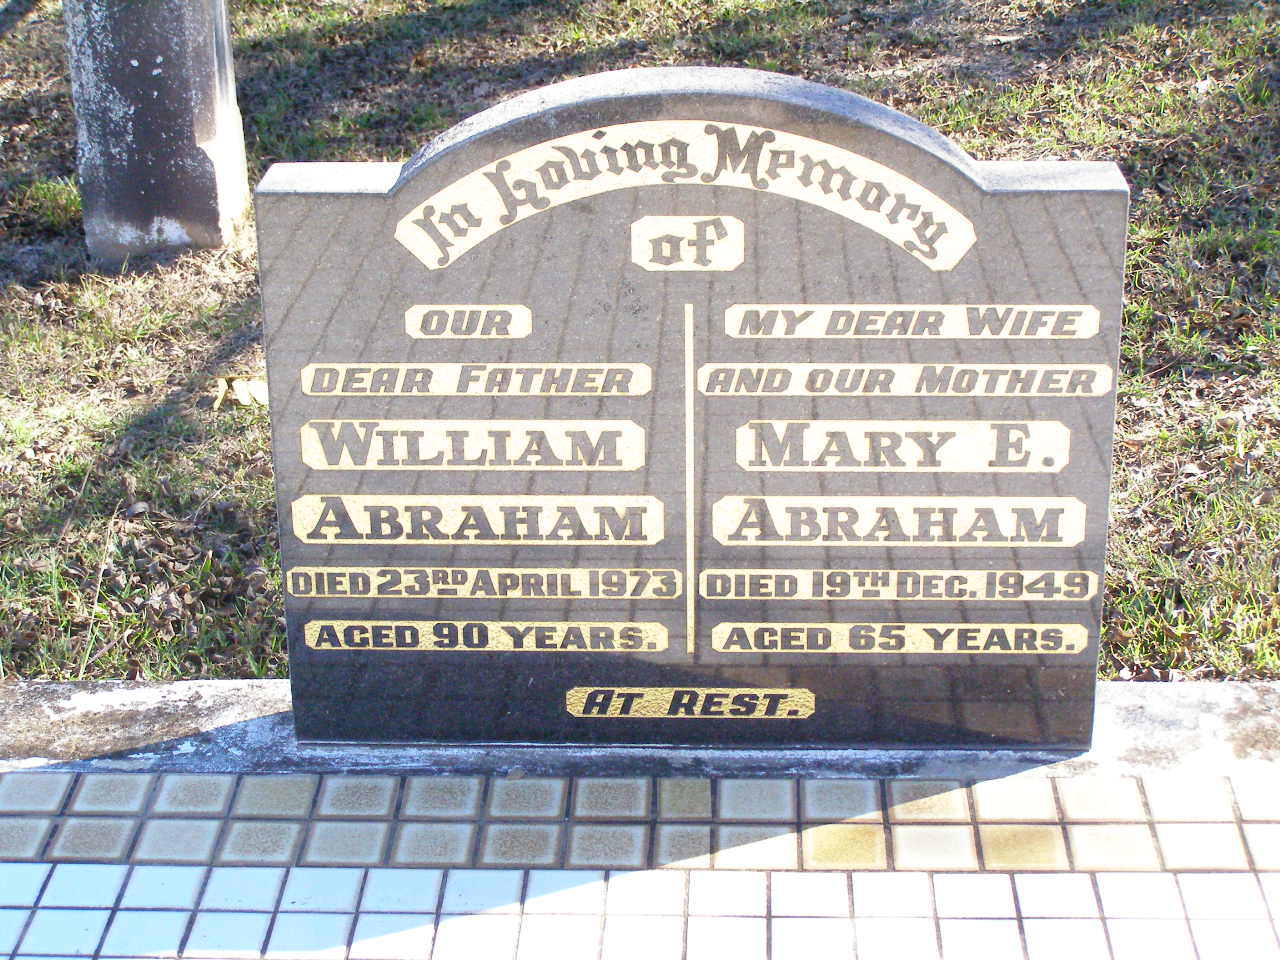 In Loving Memory
of
OUR
DEAR FATHER
WILLIAM
ABRAHAM
DIED 23RD APRIL 1973
AGED 90 YEARS.
MY DEAR WIFE
AND OUR MOTHER
MARY E.
ABRAHAM
DIED 19TH DEC. 1949
AGED 65 YEARS.
AT REST.